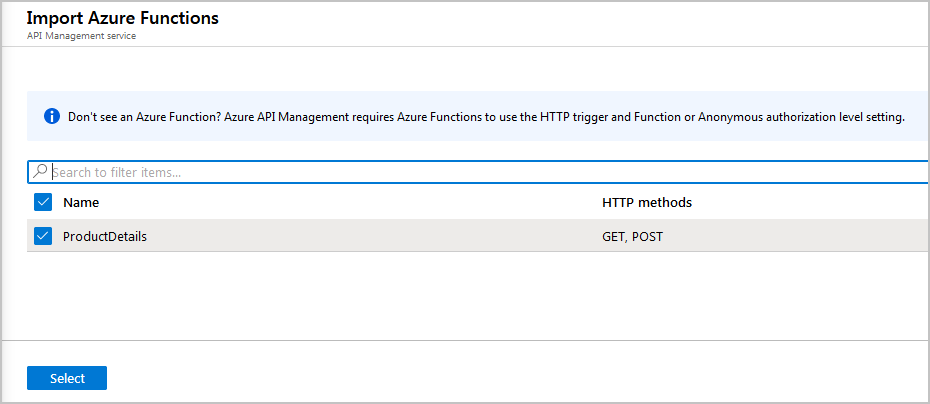 Import Azure Functions
API Management service
Don't see an Azure Function? Azure API Management requires Azure Functions to use the HTTP trigger and Function or Anonymous authorization level setting.
Search to filter items...
Name HTTP methods
ProductDetails GET, POST
Select